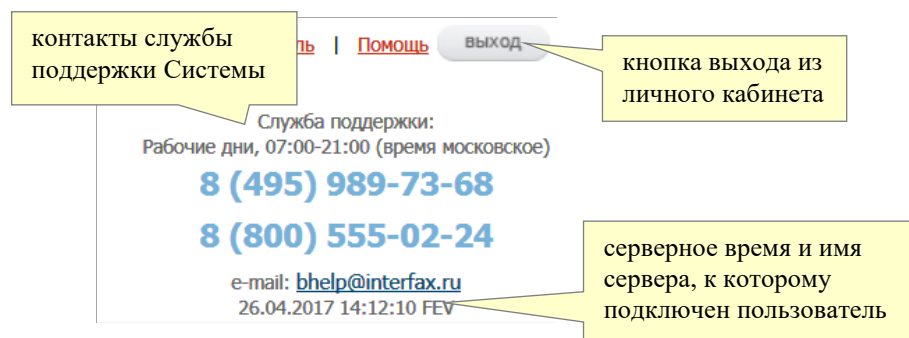 контакты службы
поддержки Системы
| Помощь выход
кнопка выхода из
личного кабинета
Служба поддержки:
Рабочие дни, 07:00-21:00 (время московское)
8 (495) 989-73-68
8 (800) 555-02-24
e-mail: bhelp@interfax.ru
26.04.2017 14:12:10 FEV
серверное время и имя
сервера, к которому
подключен пользователь